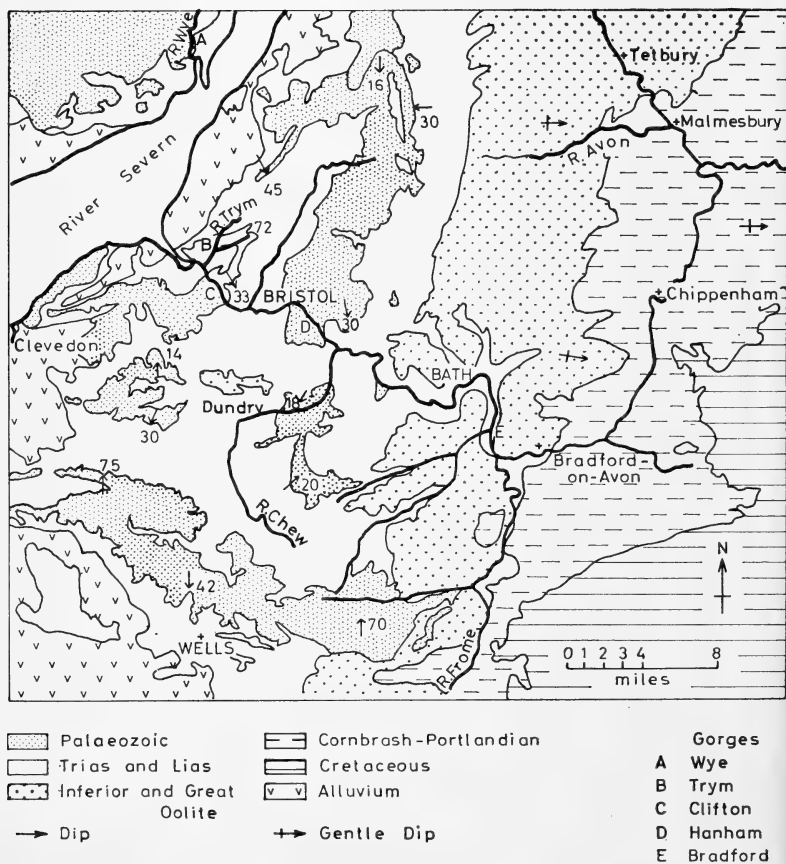 R.Wye
A
Tetbury
16
Malmesbury
30
R.Avon
River Severn
45
R.Trym
B
72
C
33
BRISTOL
Chippenham
D
30
Clevedon
14
BATH
Dundry
18
30
E
Bradford-
on-Avon
75
20
R.Chew
N
42
70
WELLS
R.Frome
0 1 2 3 4 8
miles
Palaeozoic
Trias and Lias
Inferior and Great
Oolite
Dip
Cornbrash-Portlandian
Cretaceous
Alluvium
Gentle Dip
Gorges
A Wye
B Trym
C Clifton
D Hanham
E Bradford